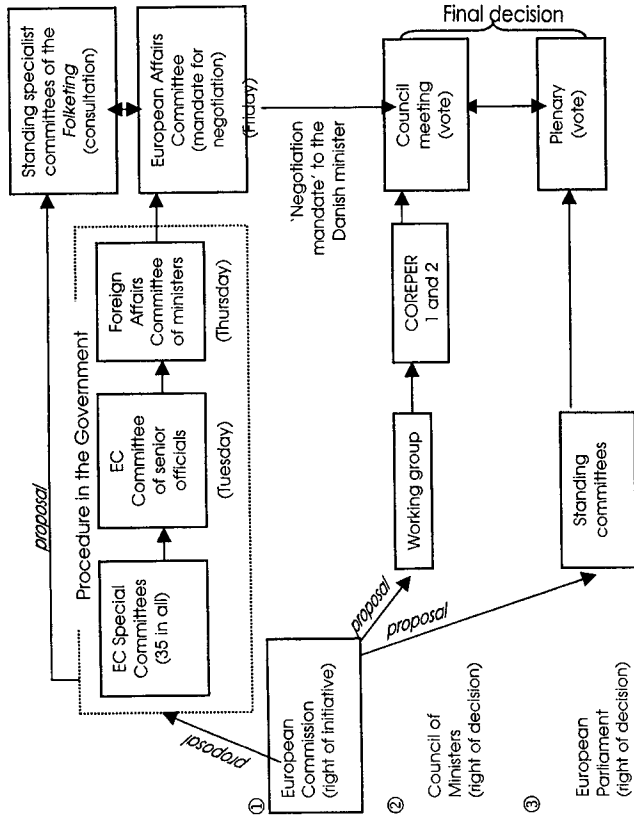 Procedure in the Government
proposal
EC Special
Committees
(35 in all)
EC
Committee
of senior
officials
(Tuesday)
Foreign
Affairs
Committee
of ministers
(Thursday)
Standing specialist
committees of the
Folketing
(consultation)
European Affairs
Committee
(mandate for
negotiation)
(Friday)
proposal
①
European
Commission
(right of initiative)
'Negotiation
mandate' to the
Danish minister
proposal
proposal
②
Council of
Ministers
(right of decision)
Working group
COREPER
1 and 2
Council
meeting
(vote)
Final decision
③
European
Parliament
(right of decision)
Standing
committees
Plenary
(vote)